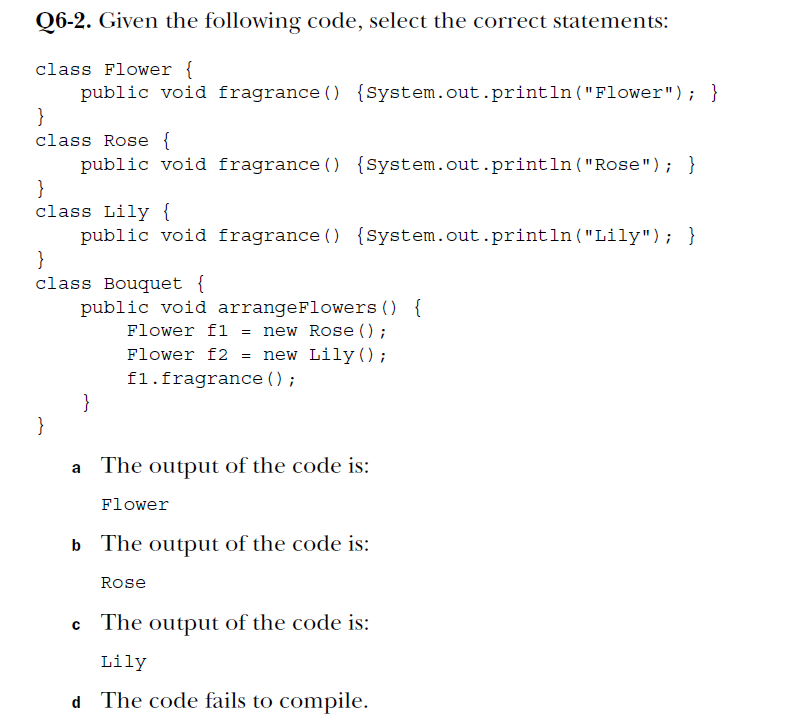 Q6-2. Given the following code, select the correct statements:
class Flower {
    public void fragrance() {System.out.println("Flower"); }
}
class Rose {
    public void fragrance() {System.out.println("Rose"); }
}
class Lily {
    public void fragrance() {System.out.println("Lily"); }
}
class Bouquet {
    public void arrangeFlowers() {
        Flower f1 = new Rose();
        Flower f2 = new Lily();
        f1.fragrance();
    }
}
a The output of the code is:
Flower
b The output of the code is:
Rose
c The output of the code is:
Lily
d The code fails to compile.